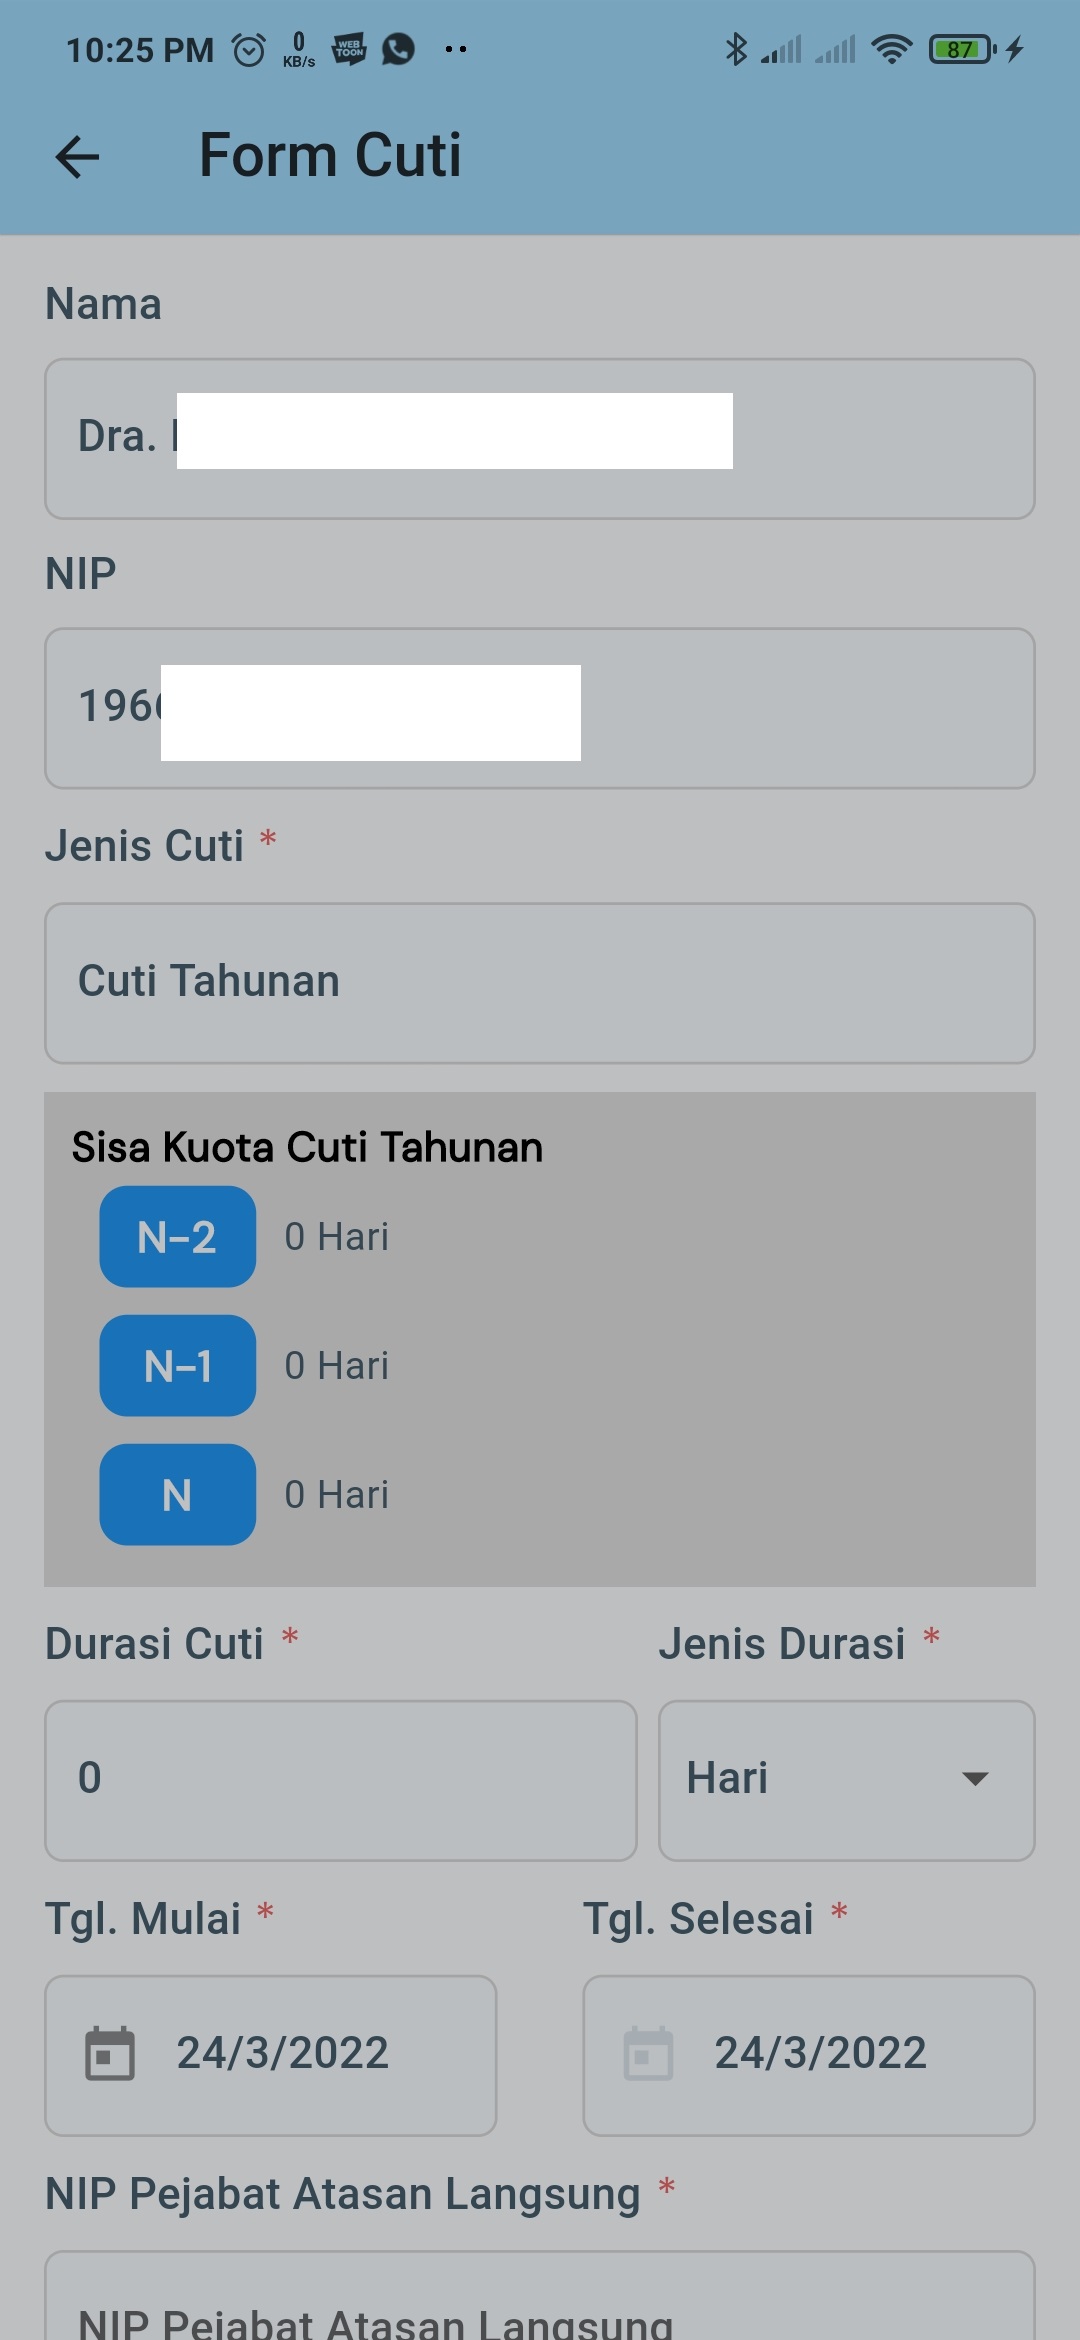 10:25 PM 0 KB/s WEB TOON 87
Form Cuti
Nama
Dra.
NIP
196
Jenis Cuti *
Cuti Tahunan
Sisa Kuota Cuti Tahunan
N-2 0 Hari
N-1 0 Hari
N 0 Hari
Durasi Cuti * Jenis Durasi *
0 Hari
Tgl. Mulai * Tgl. Selesai *
24/3/2022 24/3/2022
NIP Pejabat Atasan Langsung *
NIP Pejabat Atasan Langsung